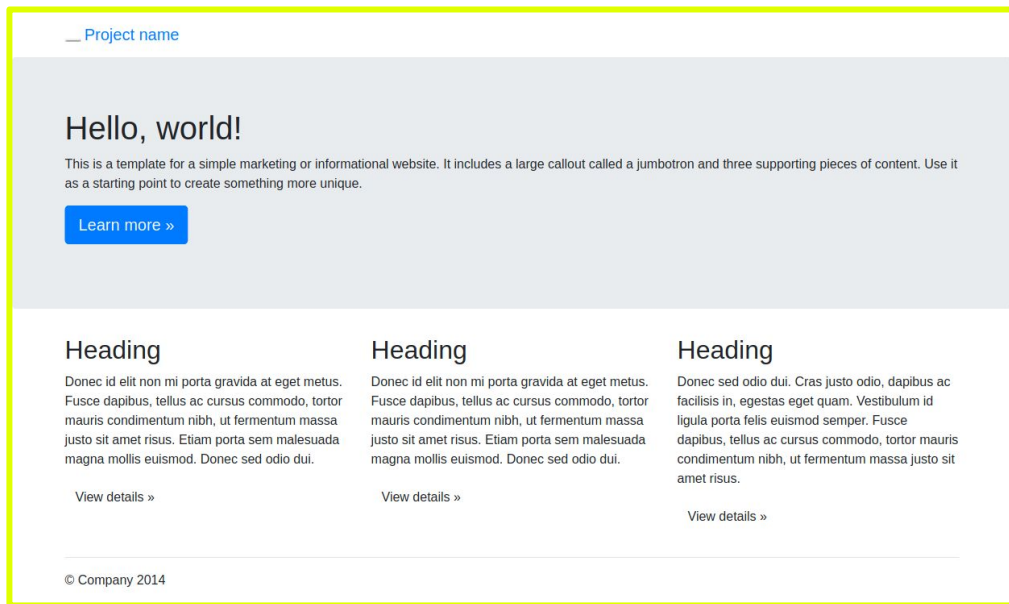 Project name
Hello, world!
This is a template for a simple marketing or informational website. It includes a large callout called a jumbotron and three supporting pieces of content. Use it
as a starting point to create something more unique.
Learn more »
Heading
Donec id elit non mi porta gravida at eget metus.
Fusce dapibus, tellus ac cursus commodo, tortor
mauris condimentum nibh, ut fermentum massa
justo sit amet risus. Etiam porta sem malesuada
magna mollis euismod. Donec sed odio dui.
View details »
Heading
Donec id elit non mi porta gravida at eget metus.
Fusce dapibus, tellus ac cursus commodo, tortor
mauris condimentum nibh, ut fermentum massa
justo sit amet risus. Etiam porta sem malesuada
magna mollis euismod. Donec sed odio dui.
View details »
Heading
Donec sed odio dui. Cras justo odio, dapibus ac
facilisis in, egestas eget quam. Vestibulum id
ligula porta felis euismod semper. Fusce
dapibus, tellus ac cursus commodo, tortor mauris
condimentum nibh, ut fermentum massa justo sit
amet risus.
View details »
© Company 2014